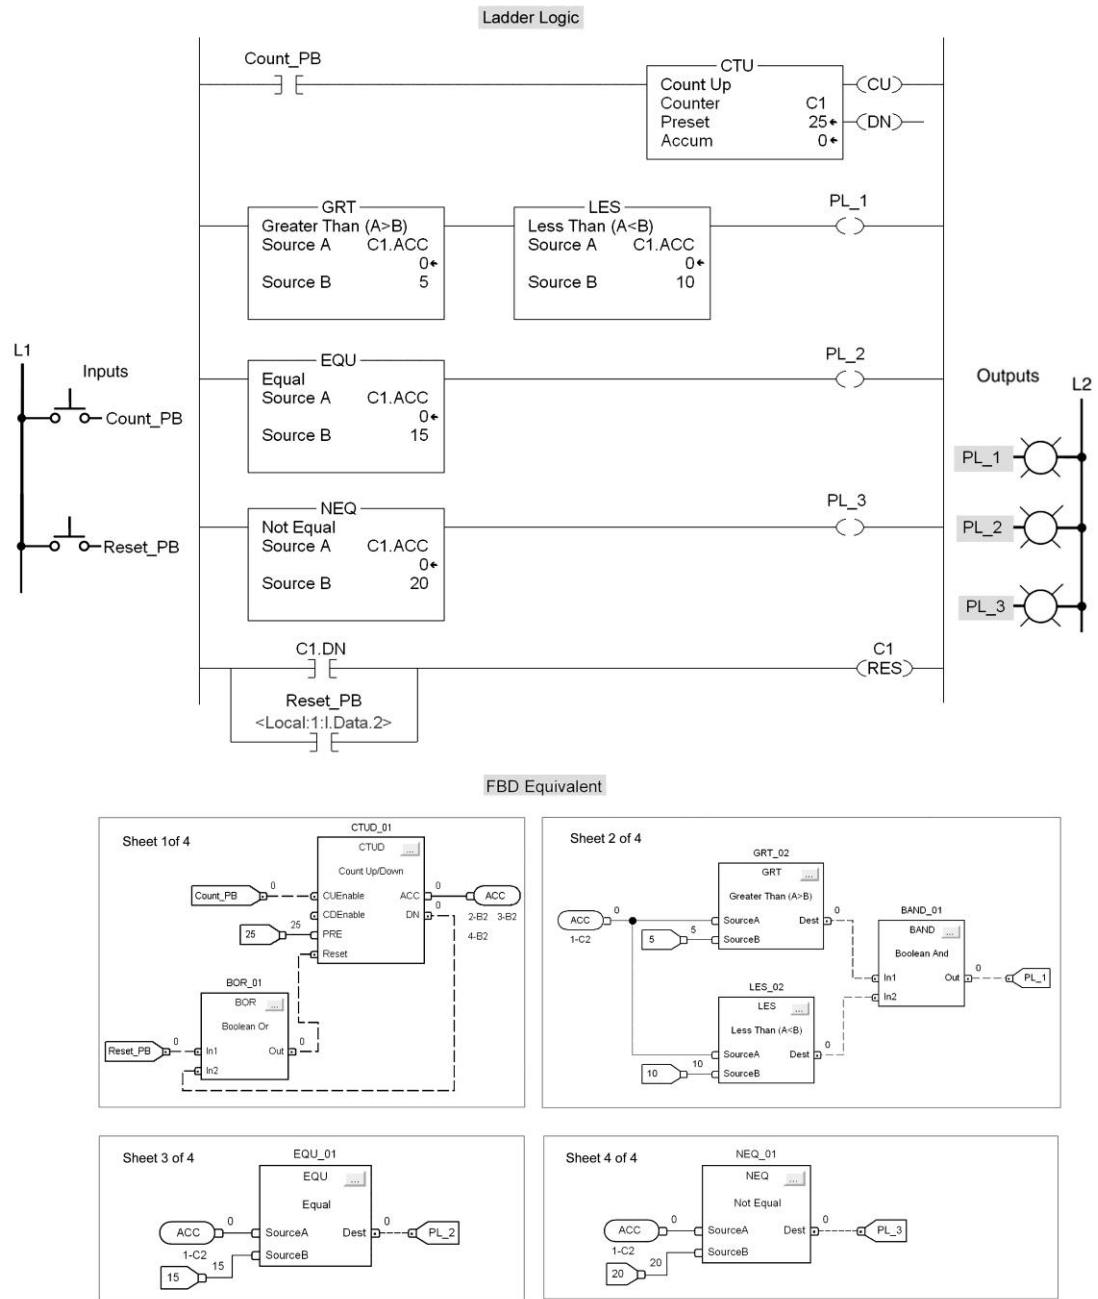 Ladder Logic
Count_PB
CTU
Count Up
Counter C1
Preset 25
Accum 0
CU
DN
GRT
Greater Than (A>B)
Source A C1.ACC
0
Source B 5
LES
Less Than (A<B)
Source A C1.ACC
0
Source B 10
PL_1
EQU
Equal
Source A C1.ACC
0
Source B 15
PL_2
NEQ
Not Equal
Source A C1.ACC
0
Source B 20
PL_3
C1.DN
Reset_PB
<Local:1:I.Data.2>
C1
RES
L1
Inputs
Count_PB
Reset_PB
Outputs
L2
PL_1
PL_2
PL_3
FBD Equivalent
Sheet 1of 4
CTUD_01
CTUD
...
Count Up/Down
Count_PB 0 CUEnable ACC 0 ACC
CDEnable DN 0 2-B2 3-B2
4-B2
25 25 PRE
Reset
BOR_01
BOR
...
Boolean Or
Reset_PB 0 In1 Out 0
In2
Sheet 2 of 4
GRT_02
GRT
...
Greater Than (A>B)
ACC 0 SourceA Dest 0
1-C2
5 5 SourceB
BAND_01
BAND
...
Boolean And
In1 Out 0 PL_1
In2
LES_02
LES
...
Less Than (A<B)
SourceA Dest 0
10 10 SourceB
Sheet 3 of 4
EQU_01
EQU
...
Equal
ACC 0 SourceA Dest 0 PL_2
1-C2
15 15 SourceB
Sheet 4 of 4
NEQ_01
NEQ
...
Not Equal
ACC 0 SourceA Dest 0 PL_3
1-C2
20 20 SourceB